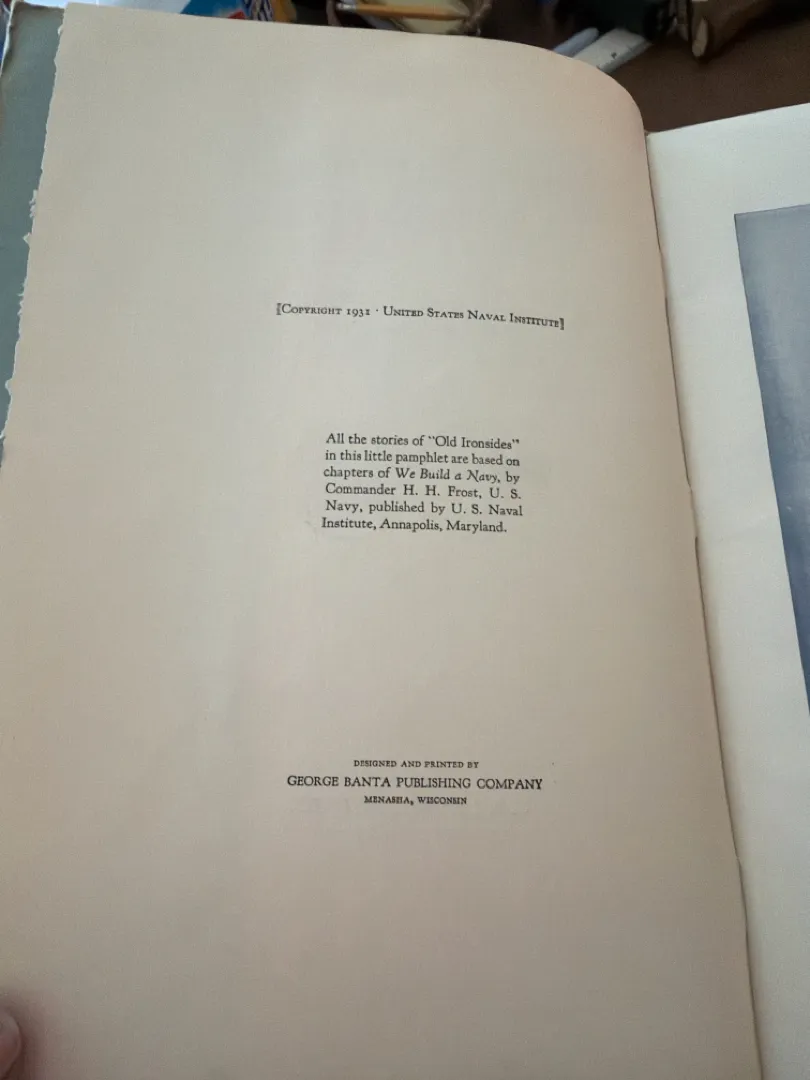 ⟦Copyright 1931 · United States Naval Institute⟧
All the stories of "Old Ironsides"
in this little pamphlet are based on
chapters of We Build a Navy, by
Commander H. H. Frost, U. S.
Navy, published by U. S. Naval
Institute, Annapolis, Maryland.
DESIGNED AND PRINTED BY
GEORGE BANTA PUBLISHING COMPANY
MENASHA, WISCONSIN